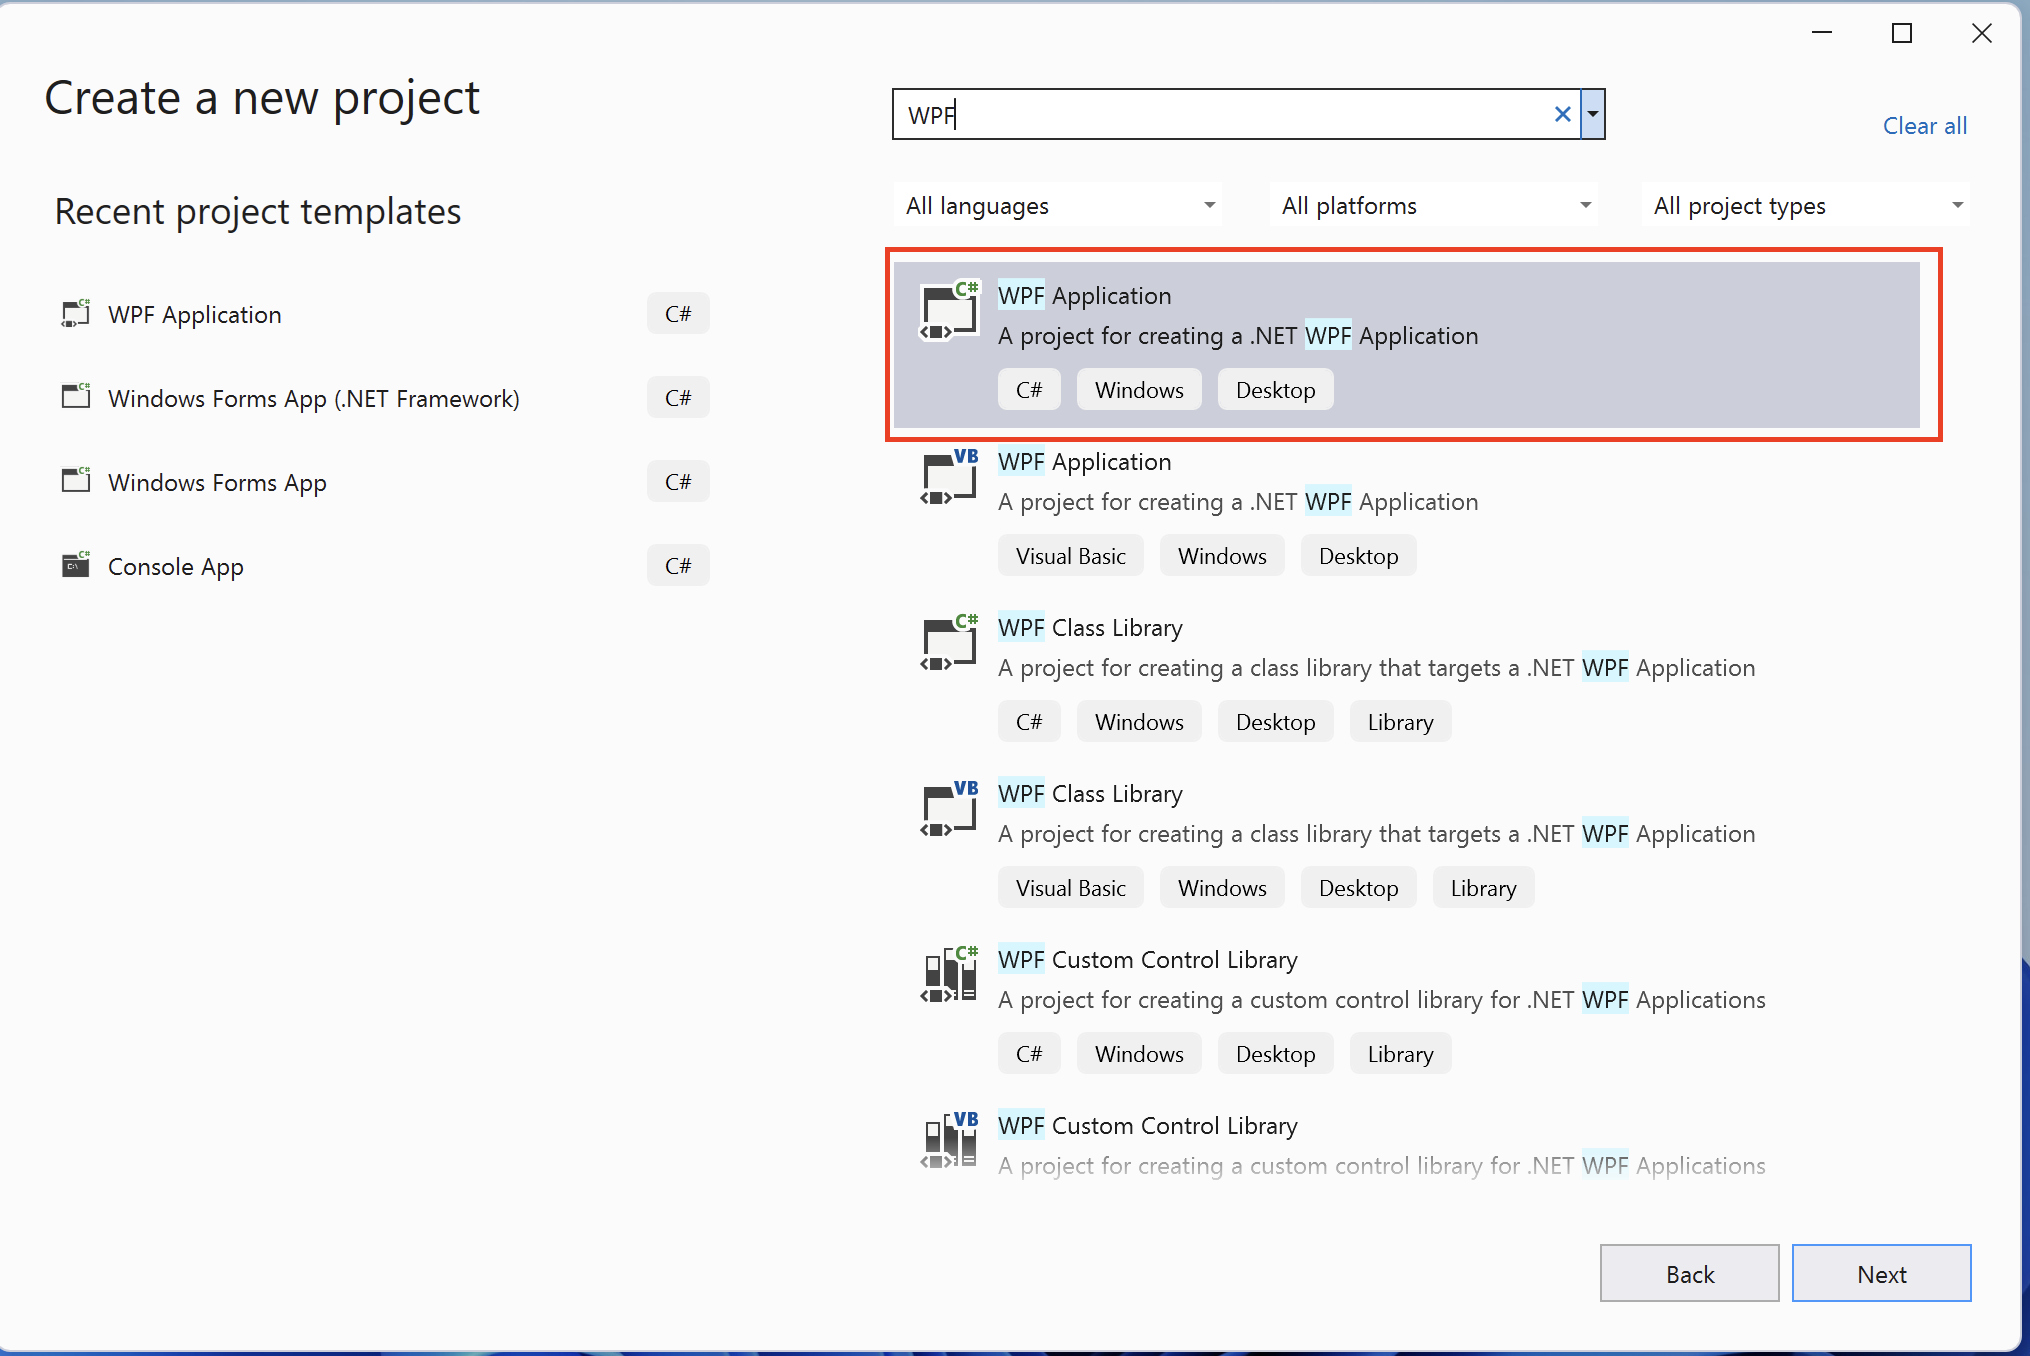 Create a new project
WPF
Clear all
All languages
All platforms
All project types
Recent project templates
WPF Application C#
Windows Forms App (.NET Framework) C#
Windows Forms App C#
Console App C#
C#
WPF Application
A project for creating a .NET WPF Application
C# Windows Desktop
VB
WPF Application
A project for creating a .NET WPF Application
Visual Basic Windows Desktop
C#
WPF Class Library
A project for creating a class library that targets a .NET WPF Application
C# Windows Desktop Library
VB
WPF Class Library
A project for creating a class library that targets a .NET WPF Application
Visual Basic Windows Desktop Library
C#
WPF Custom Control Library
A project for creating a custom control library for .NET WPF Applications
C# Windows Desktop Library
VB
WPF Custom Control Library
A project for creating a custom control library for .NET WPF Applications
Back
Next